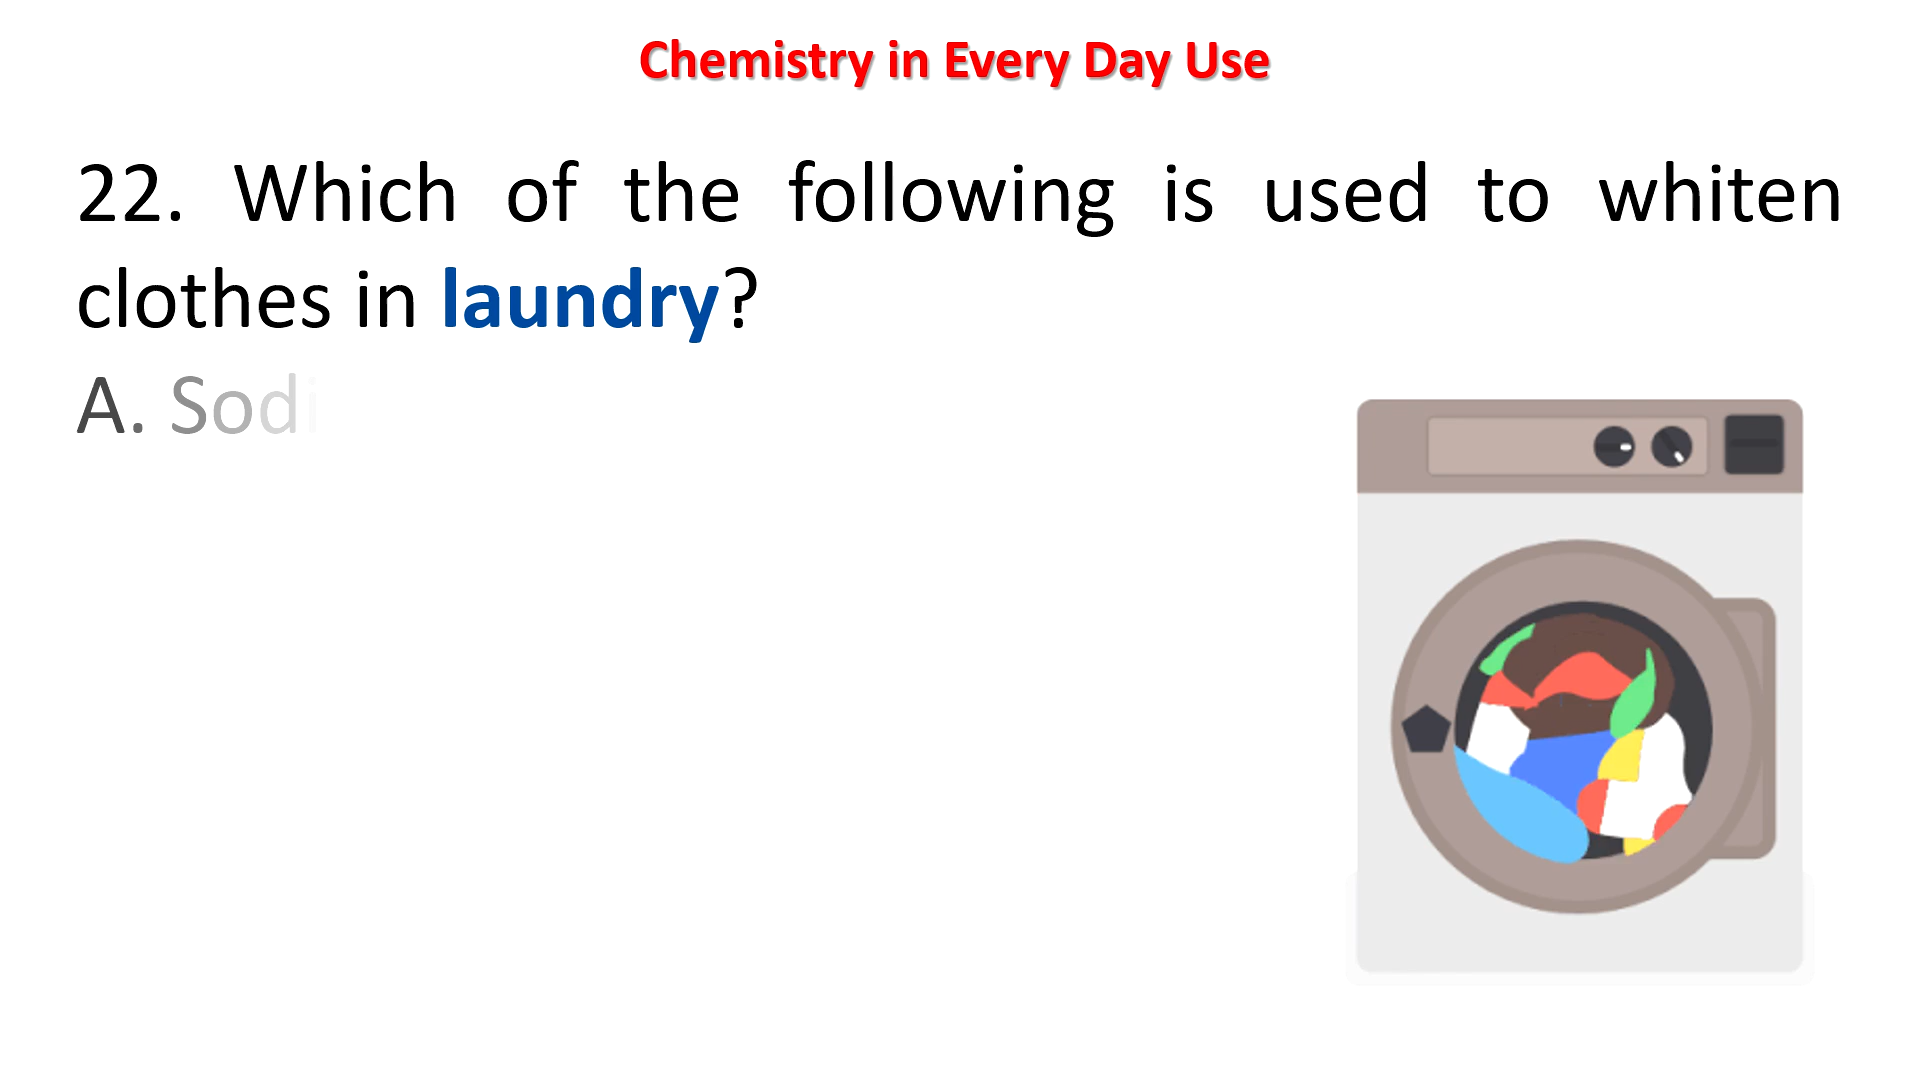 Chemistry in Every Day Use
22. Which of the following is used to whiten
clothes in laundry?
A. Sodi